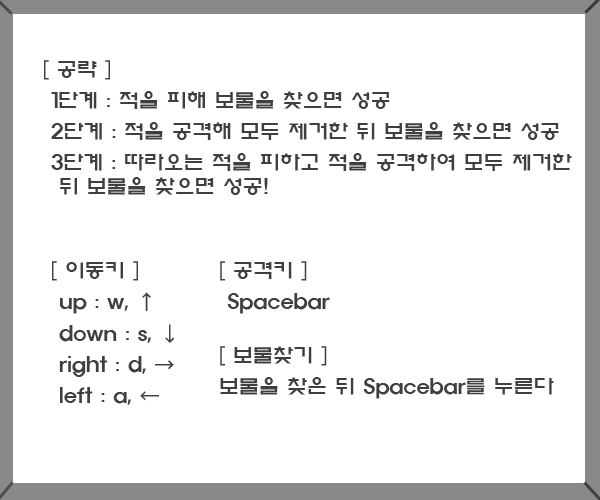 [ 공략 ]
1단계 : 적을 피해 보물을 찾으면 성공
2단계 : 적을 공격해 모두 제거한 뒤 보물을 찾으면 성공
3단계 : 따라오는 적을 피하고 적을 공격하여 모두 제거한
뒤 보물을 찾으면 성공!
[ 이동키 ]
up : w, ↑
down : s, ↓
right : d, →
left : a, ←
[ 공격키 ]
Spacebar
[ 보물찾기 ]
보물을 찾은 뒤 Spacebar를 누른다